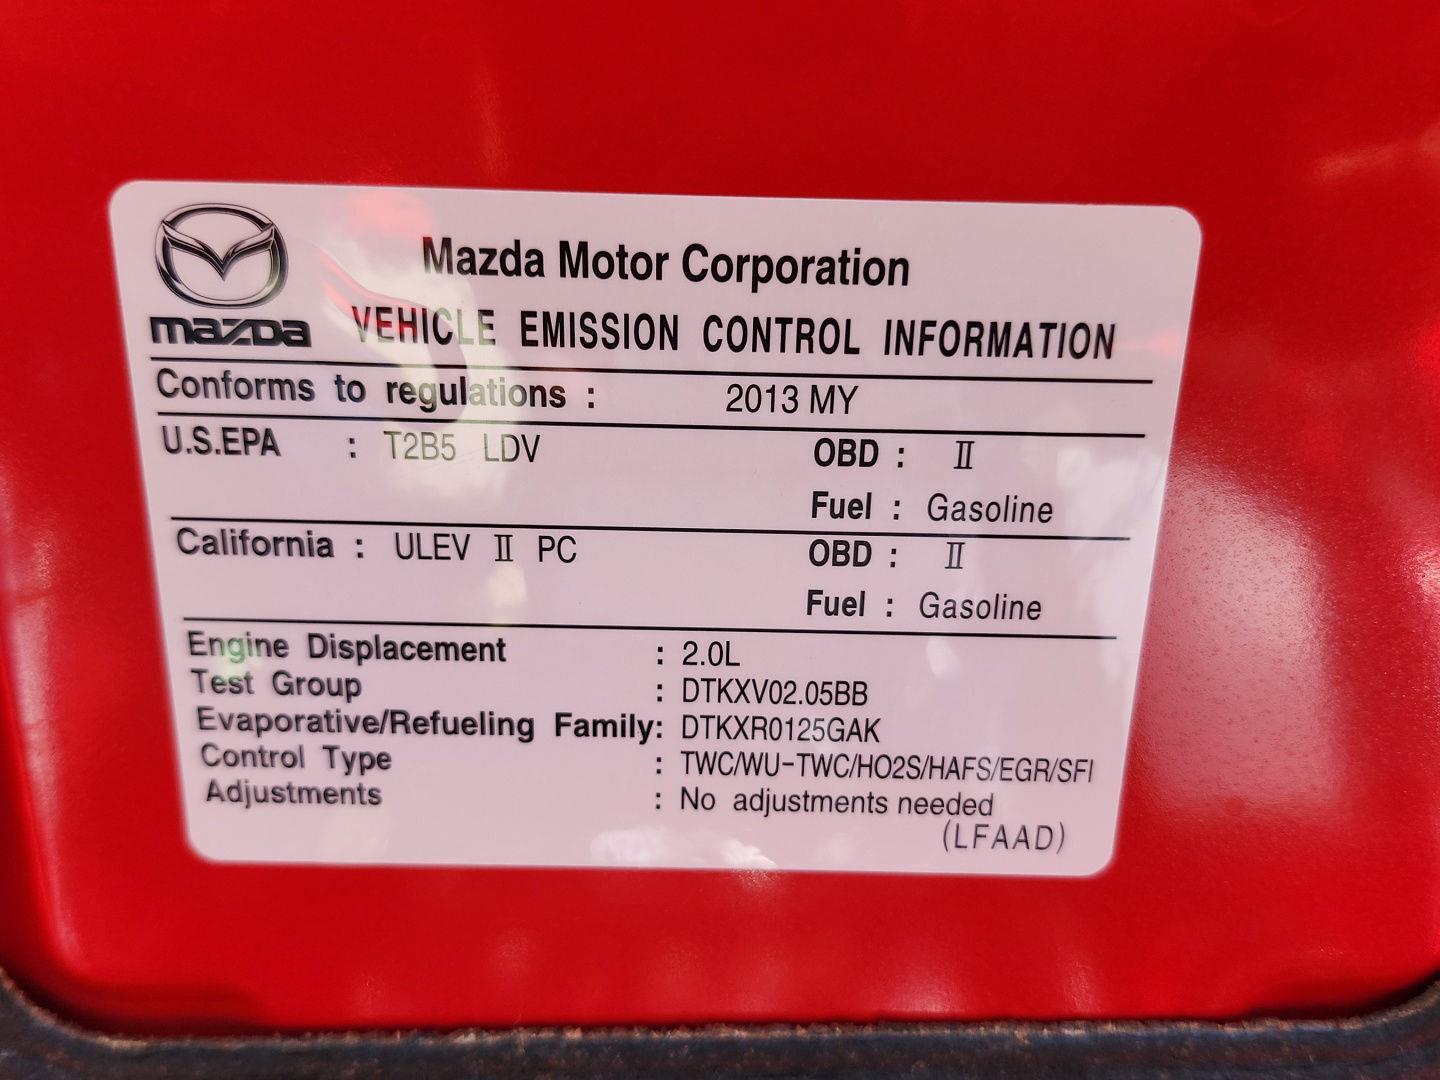 Mazda Motor Corporation
mazda VEHICLE EMISSION CONTROL INFORMATION
Conforms to regulations : 2013 MY
U.S.EPA : T2B5 LDV OBD : II
Fuel : Gasoline
California : ULEV II PC OBD : II
Fuel : Gasoline
Engine Displacement : 2.0L
Test Group : DTKXV02.05BB
Evaporative/Refueling Family: DTKXR0125GAK
Control Type : TWC/WU-TWC/HO2S/HAFS/EGR/SFI
Adjustments : No adjustments needed
(LFAAD)